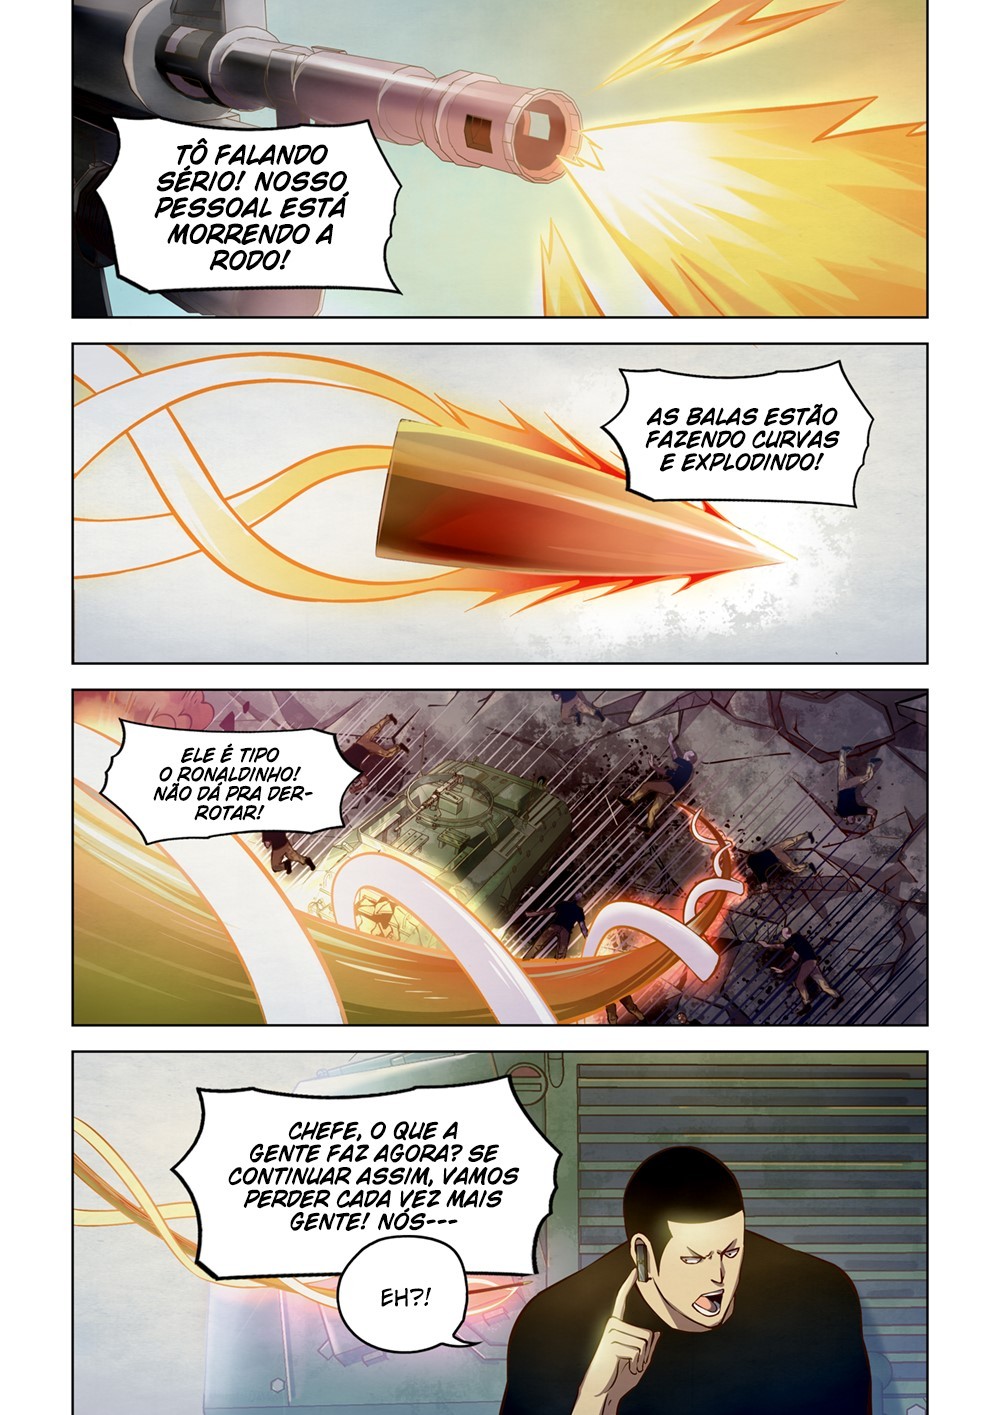 TÔ FALANDO
SÉRIO! NOSSO
PESSOAL ESTÁ
MORRENDO A
RODO!
AS BALAS ESTÃO
FAZENDO CURVAS
E EXPLODINDO!
ELE É TIPO
O RONALDINHO!
NÃO DÁ PRA DER-
ROTAR!
CHEFE, O QUE A
GENTE FAZ AGORA? SE
CONTINUAR ASSIM, VAMOS
PERDER CADA VEZ MAIS
GENTE! NÓS---
EH?!